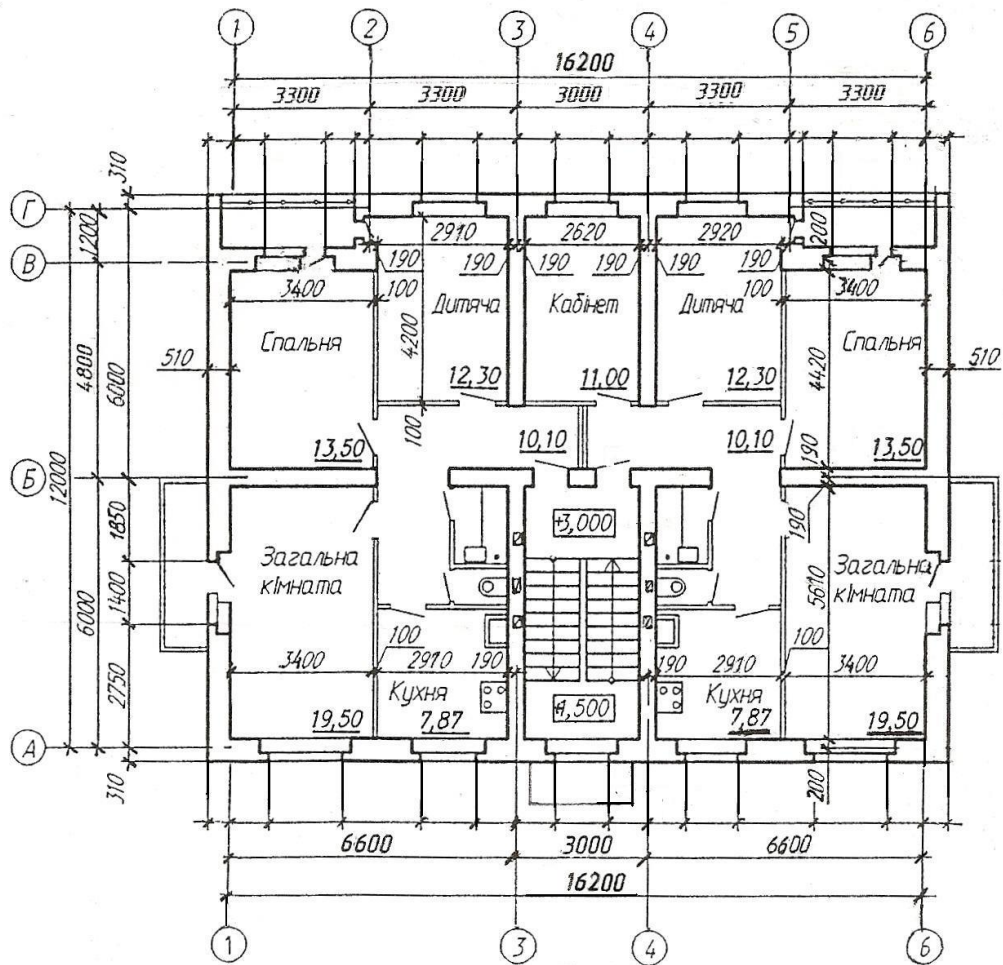 1 2 3 4 5 6
16200
3300 3300 3000 3300 3300
310
Г
1200
2910 2620 2920
200
В
190 190 190 190 190 190
3400 100 Дитяча Кабінет Дитяча 100 3400
Спальня 4200 Спальня
510 4800 6000 4420 510
12,30 11,00 12,30
100
13,50 10,10 10,10 190 13,50
Б
12000
1850 +3,000 190
Загальна Загальна
кімната 5610 кімната
1400
6000
100 100
3400 2910 190 190 2910 3400
2750 Кухня Кухня
19,50 7,87 4,500 7,87 19,50
А
310 200
6600 3000 6600
16200
1 3 4 6